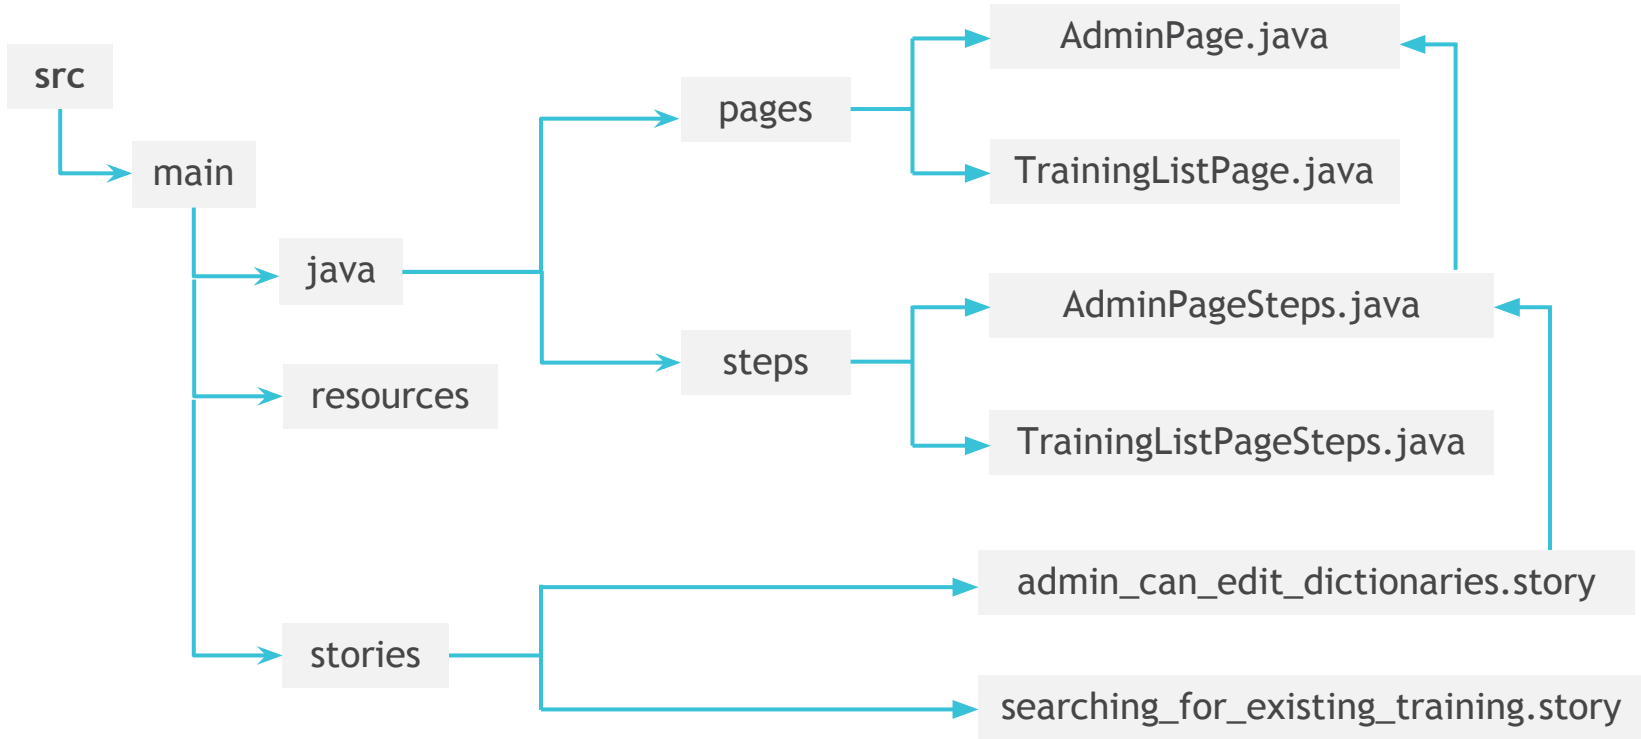 src
main
java
resources
stories
pages
steps
AdminPage.java
TrainingListPage.java
AdminPageSteps.java
TrainingListPageSteps.java
admin_can_edit_dictionaries.story
searching_for_existing_training.story